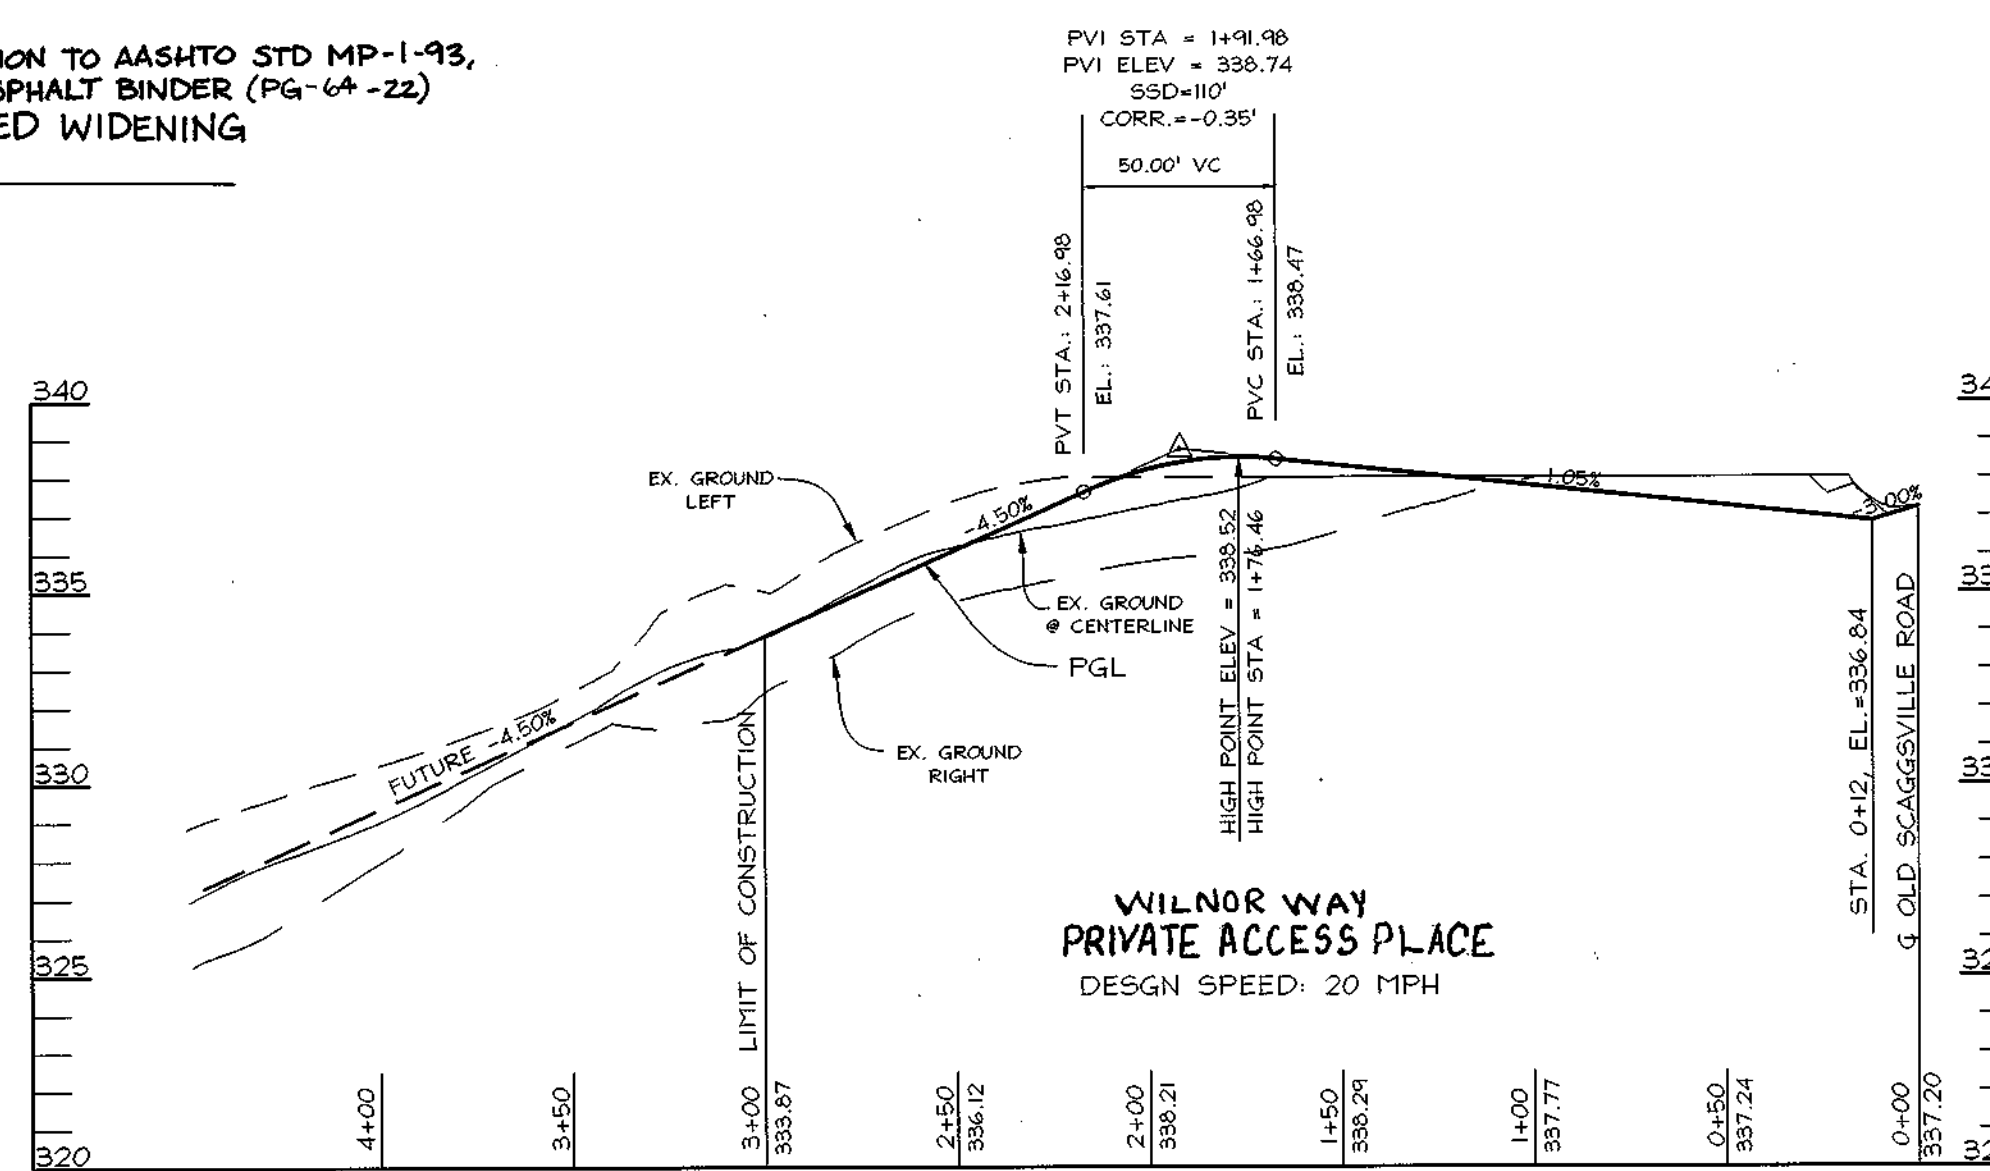 ION TO AASHTO STD MP-1-93,
SPHALT BINDER (PG-64-22)
ED WIDENING
PVI STA = 1+91.98
PVI ELEV = 338.74
SSD=110'
CORR.=-0.35'
50.00' VC
PVT STA.: 2+16.98
EL.: 337.61
PVC STA.: 1+66.98
EL.: 338.47
340
335
330
325
320
34
33
33
32
32
EX. GROUND
LEFT
-4.50%
1.05%
-3.00%
EX. GROUND
@ CENTERLINE
PGL
EX. GROUND
RIGHT
FUTURE -4.50%
LIMIT OF CONSTRUCTION
HIGH POINT ELEV = 338.52
HIGH POINT STA = 1+76.46
STA. 0+12, EL.=336.84
℄ OLD SCAGGSVILLE ROAD
WILNOR WAY
PRIVATE ACCESS PLACE
DESGN SPEED: 20 MPH
4+00
3+50
3+00
333.87
2+50
336.12
2+00
338.21
1+50
338.29
1+00
337.77
0+50
337.24
0+00
337.20